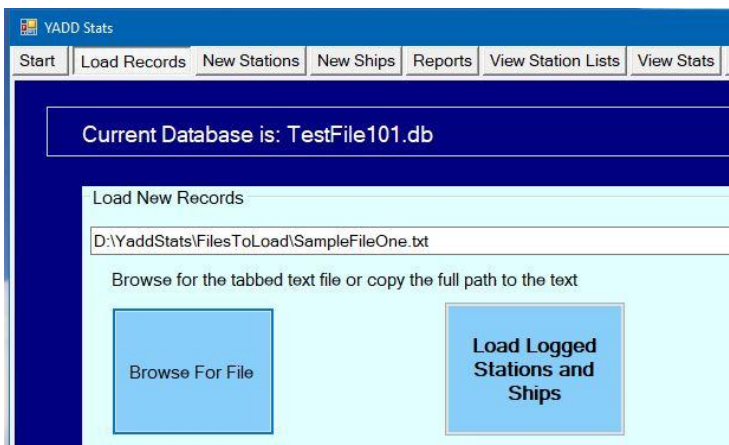 YADD Stats
Start Load Records New Stations New Ships Reports View Station Lists View Stats
Current Database is: TestFile101.db
Load New Records
D:\YaddStats\FilesToLoad\SampleFileOne.txt
Browse for the tabbed text file or copy the full path to the text
Browse For File
Load Logged
Stations and
Ships